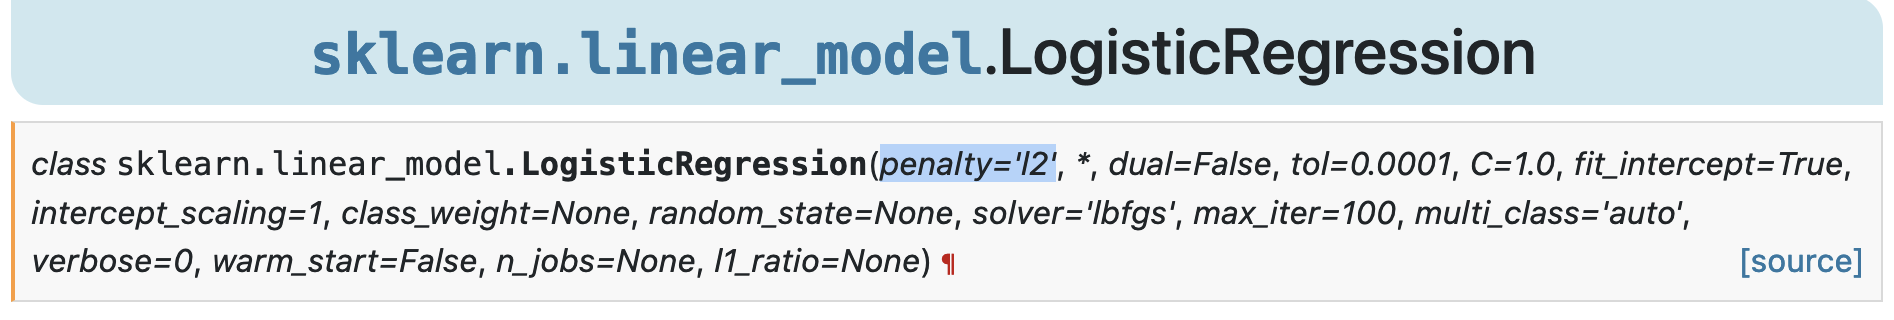 sklearn.linear_model.LogisticRegression
class sklearn.linear_model.LogisticRegression(penalty='l2', *, dual=False, tol=0.0001, C=1.0, fit_intercept=True,
intercept_scaling=1, class_weight=None, random_state=None, solver='lbfgs', max_iter=100, multi_class='auto',
verbose=0, warm_start=False, n_jobs=None, l1_ratio=None) ¶ [source]